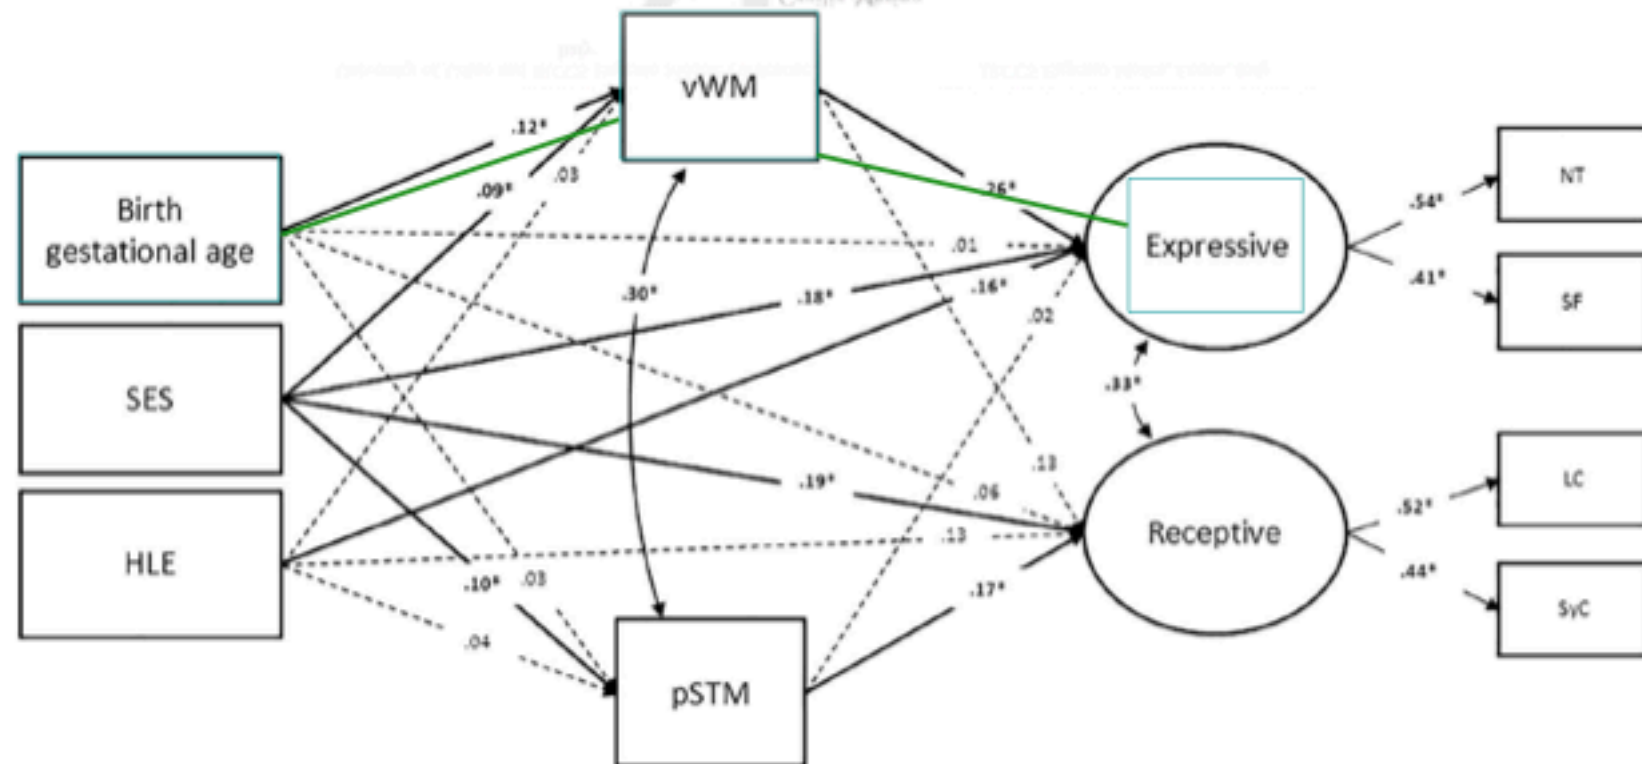 vWM
.12*
.03
.09*
.26*
Birth
gestational age
.01
Expressive
.54*
NT
.41*
SF
.30*
.18*
.16*
.02
SES
.33*
.13
.19*
.06
.13
Receptive
.52*
LC
.44*
SyC
HLE
.10*
.03
.17*
.04
pSTM